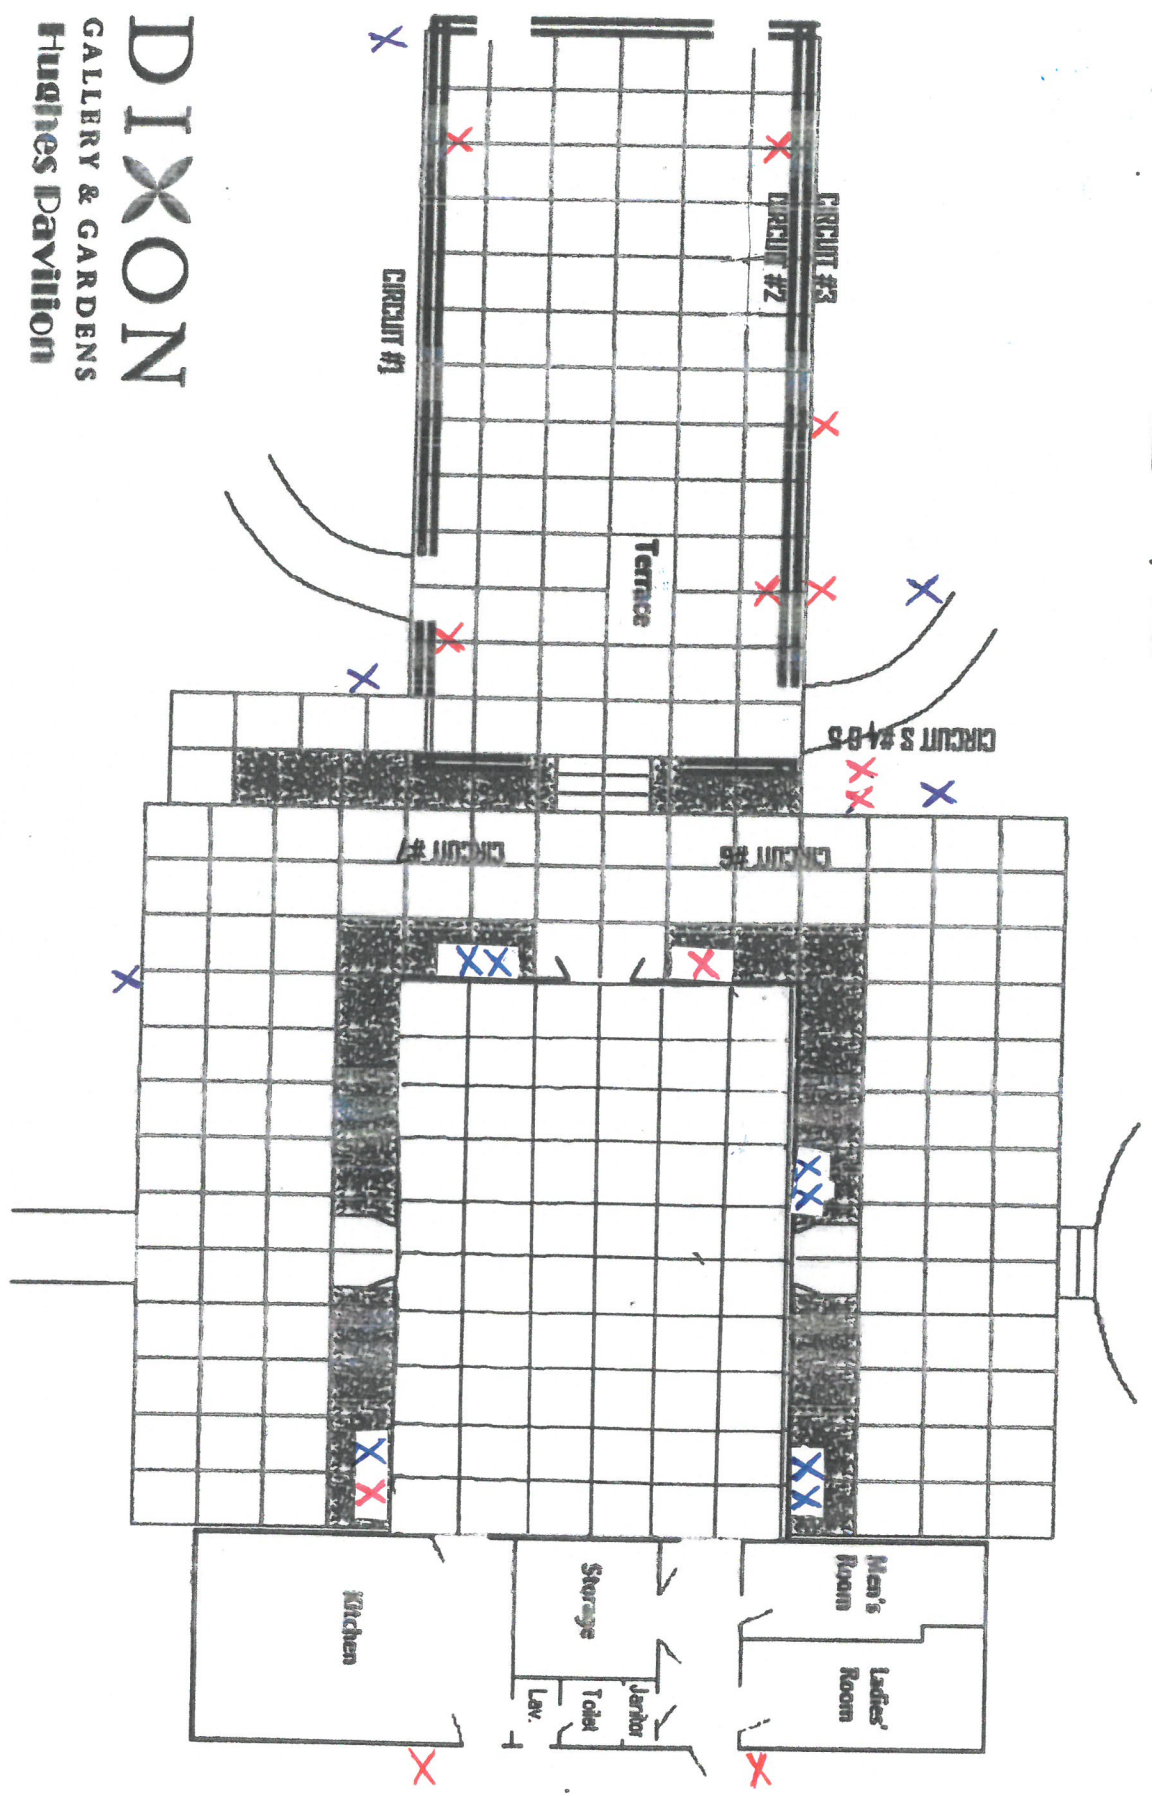 DIXON
GALLERY & GARDENS
Hughes Pavilion
CIRCUIT #3
CIRCUIT #2
CIRCUIT #1
Terrace
CIRCUIT S #4 & 5
CIRCUIT #7
CIRCUIT #6
Kitchen
Storage
Men's
Room
Ladies'
Room
Janitor
Toilet
Lav.